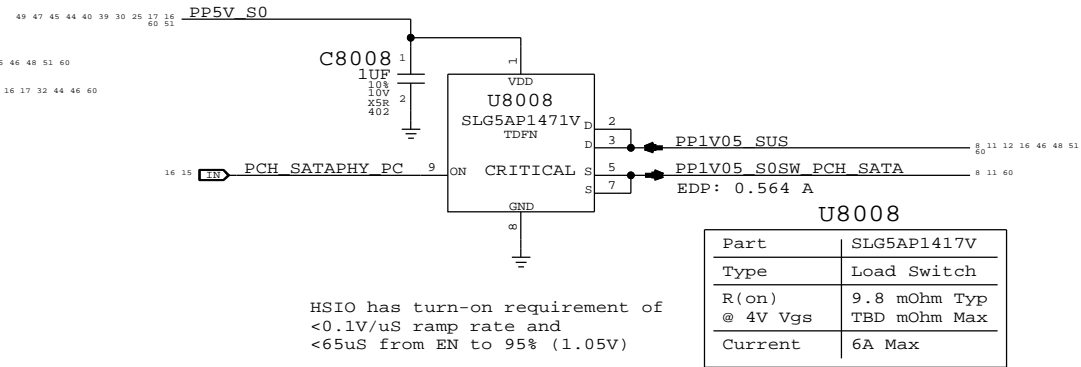 49 47 45 44 40 39 30 25 17 16
60 51
PP5V_S0
46 48 51 60
16 17 32 44 46 60
C8008
1
1UF
10%
10V
X5R
402
2
1
VDD
U8008
SLG5AP1471V
TDFN
D 2
D 3
PP1V05_SUS
8 11 12 16 46 48 51
60
16 15
IN
PCH_SATAPHY_PC
9
ON
CRITICAL
S 5
S 7
PP1V05_S0SW_PCH_SATA
8 11 60
EDP: 0.564 A
GND
8
HSIO has turn-on requirement of
<0.1V/uS ramp rate and
<65uS from EN to 95% (1.05V)
U8008
Part SLG5AP1417V
Type Load Switch
R(on) 9.8 mOhm Typ
@ 4V Vgs TBD mOhm Max
Current 6A Max